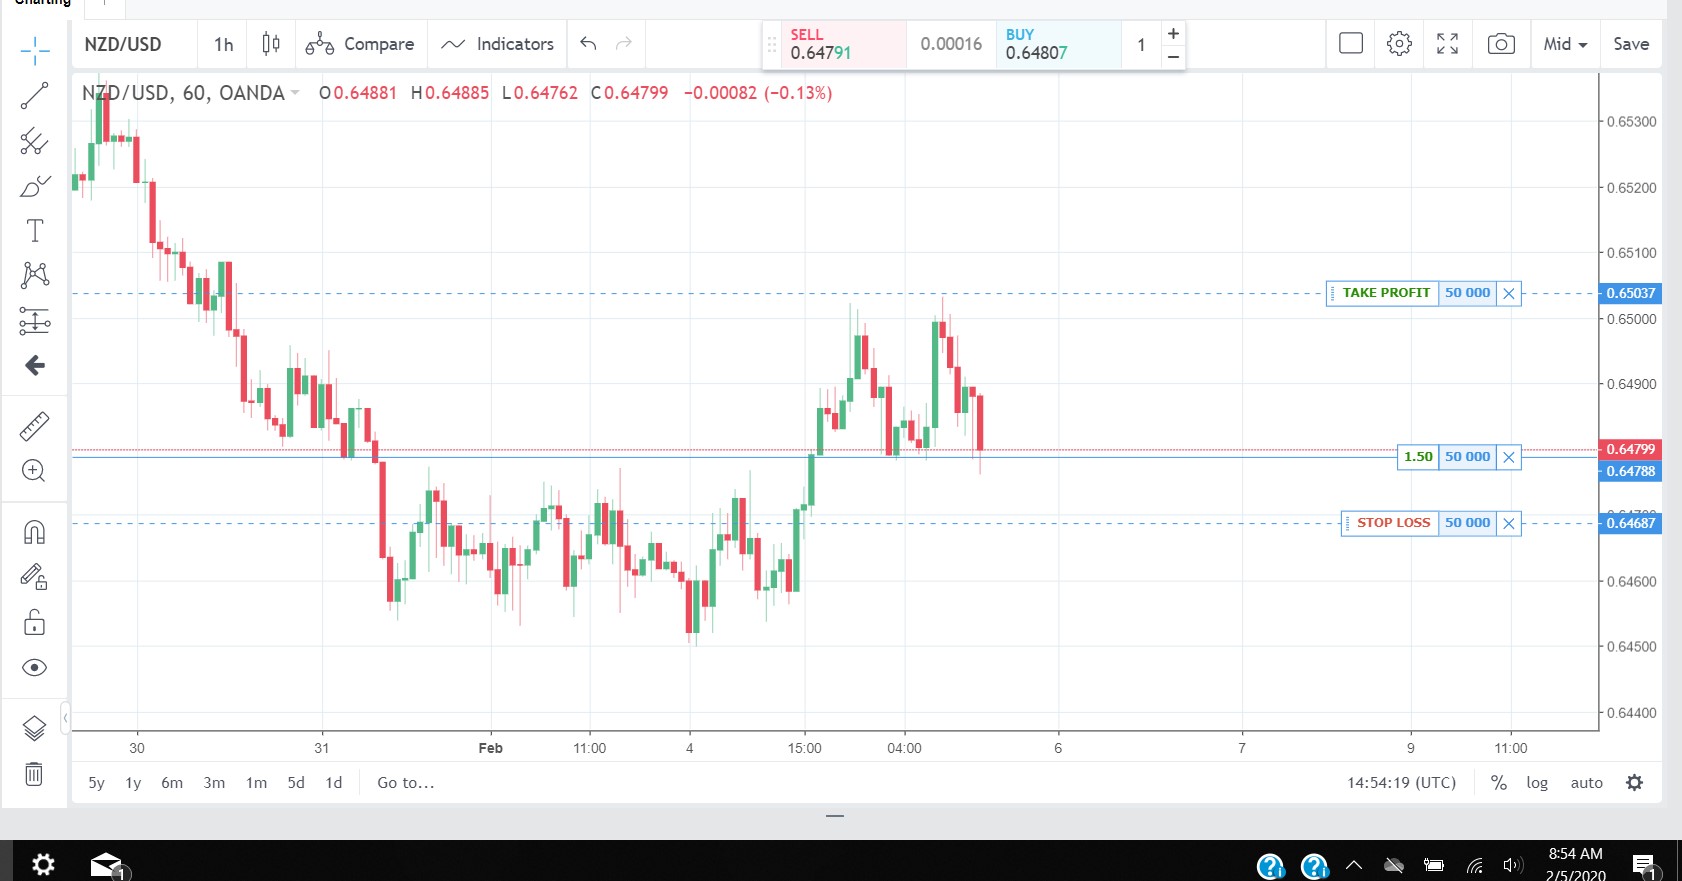 Charting +
NZD/USD 1h Compare Indicators SELL 0.64791 0.00016 BUY 0.64807 1 + − Mid Save
NZD/USD, 60, OANDA O0.64881 H0.64885 L0.64762 C0.64799 −0.00082 (−0.13%)
0.65300
0.65200
0.65100
TAKE PROFIT 50 000 0.65037
0.65000
0.64900
0.64799
1.50 50 000
0.64788
STOP LOSS 50 000 0.64687
0.64600
0.64500
0.64400
30 31 Feb 11:00 4 15:00 04:00 6 7 9 11:00
5y 1y 6m 3m 1m 5d 1d Go to... 14:54:19 (UTC) % log auto
8:54 AM
2/5/2020
1
1